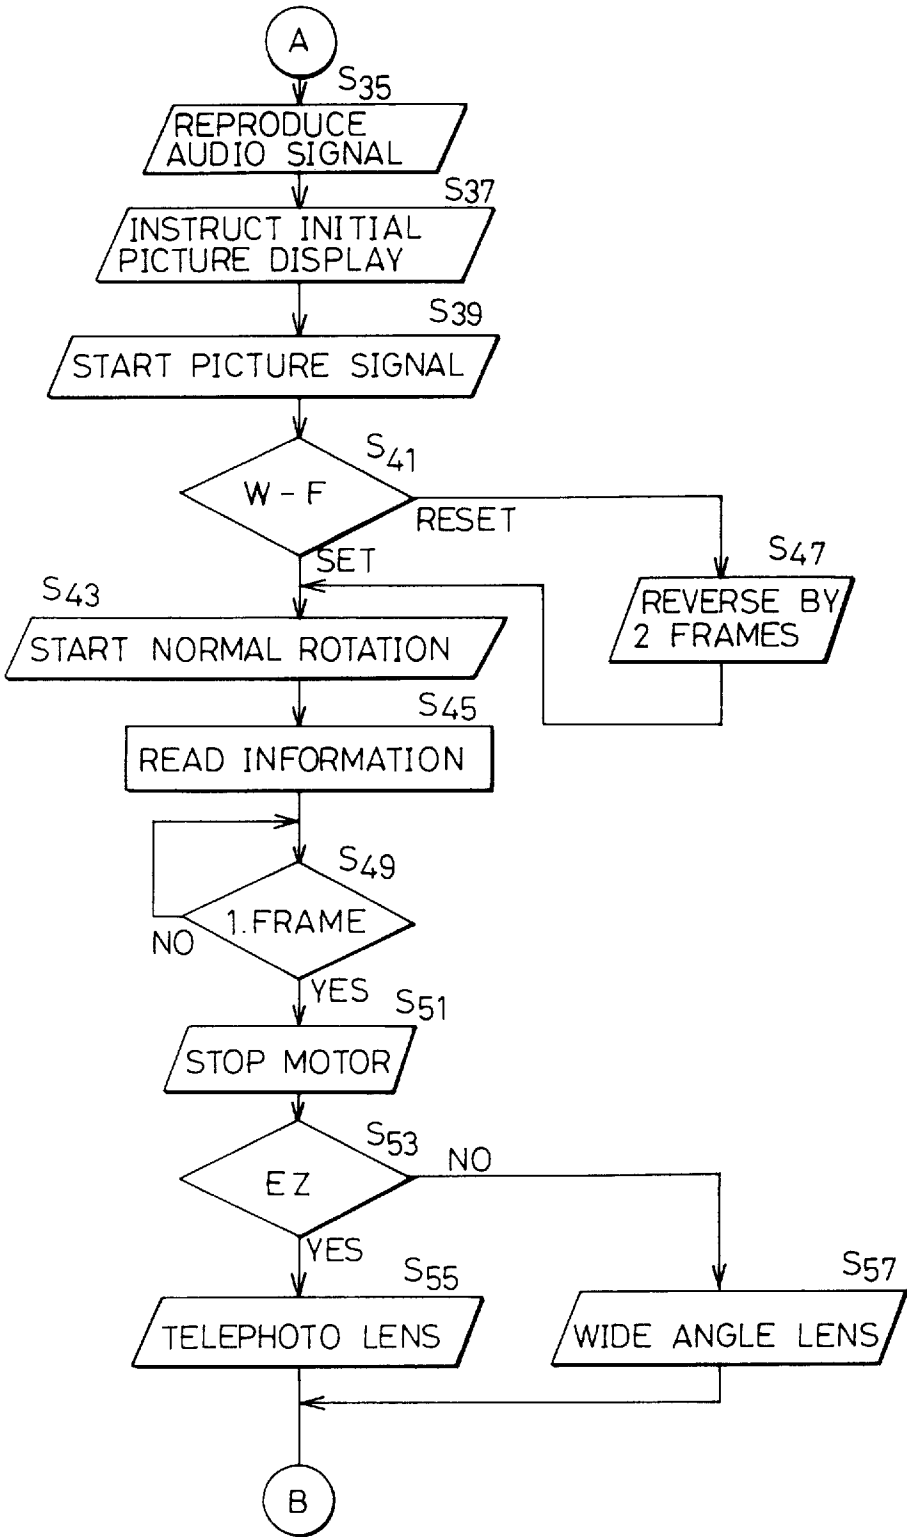 A
S35
REPRODUCE
AUDIO SIGNAL
S37
INSTRUCT INITIAL
PICTURE DISPLAY
S39
START PICTURE SIGNAL
S41
W-F
RESET
SET
S47
REVERSE BY
2 FRAMES
S43
START NORMAL ROTATION
S45
READ INFORMATION
S49
1.FRAME
NO
YES
S51
STOP MOTOR
S53
EZ
NO
YES
S55
TELEPHOTO LENS
S57
WIDE ANGLE LENS
B